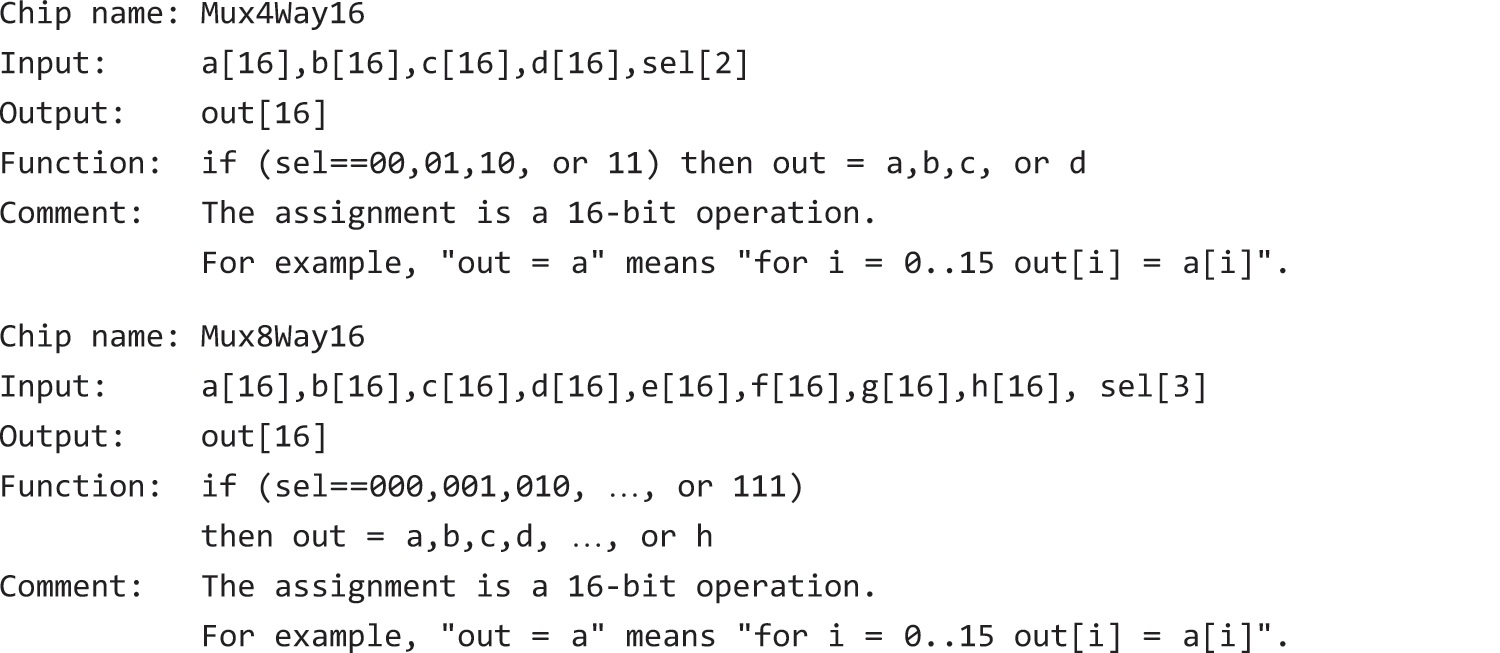 Chip name: Mux4Way16
Input:     a[16],b[16],c[16],d[16],sel[2]
Output:    out[16]
Function:  if (sel==00,01,10, or 11) then out = a,b,c, or d
Comment:   The assignment is a 16-bit operation.
           For example, "out = a" means "for i = 0..15 out[i] = a[i]".
Chip name: Mux8Way16
Input:     a[16],b[16],c[16],d[16],e[16],f[16],g[16],h[16], sel[3]
Output:    out[16]
Function:  if (sel==000,001,010, …, or 111)
           then out = a,b,c,d, …, or h
Comment:   The assignment is a 16-bit operation.
           For example, "out = a" means "for i = 0..15 out[i] = a[i]".